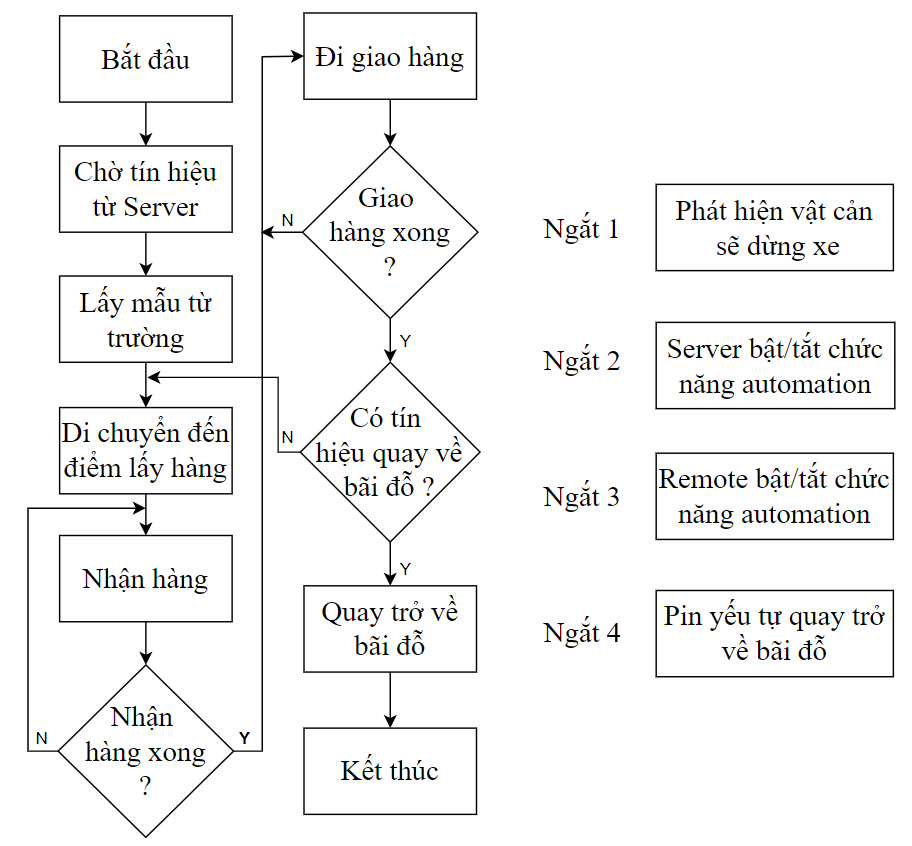 Bắt đầu
Chờ tín hiệu
từ Server
Lấy mẫu từ
trường
Di chuyển đến
điểm lấy hàng
Nhận hàng
Nhận
hàng xong
?
N
Y
Đi giao hàng
Giao
hàng xong
?
N
Y
Có tín
hiệu quay về
bãi đỗ ?
N
Y
Quay trở về
bãi đỗ
Kết thúc
Ngắt 1
Phát hiện vật cản
sẽ dừng xe
Ngắt 2
Server bật/tắt chức
năng automation
Ngắt 3
Remote bật/tắt chức
năng automation
Ngắt 4
Pin yếu tự quay trở
về bãi đỗ